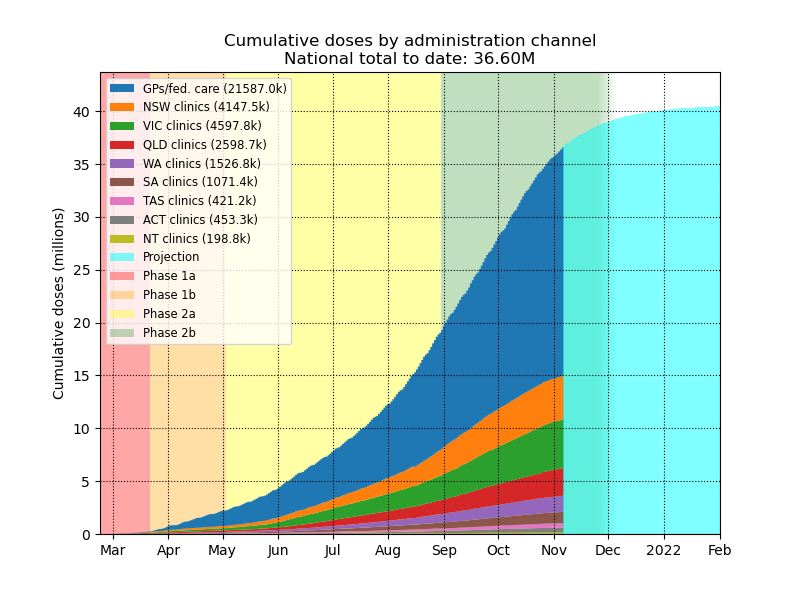 Cumulative doses by administration channel
National total to date: 36.60M
Cumulative doses (millions)
40
35
30
25
20
15
10
5
0
GPs/fed. care (21587.0k)
NSW clinics (4147.5k)
VIC clinics (4597.8k)
QLD clinics (2598.7k)
WA clinics (1526.8k)
SA clinics (1071.4k)
TAS clinics (421.2k)
ACT clinics (453.3k)
NT clinics (198.8k)
Projection
Phase 1a
Phase 1b
Phase 2a
Phase 2b
Mar Apr May Jun Jul Aug Sep Oct Nov Dec 2022 Feb